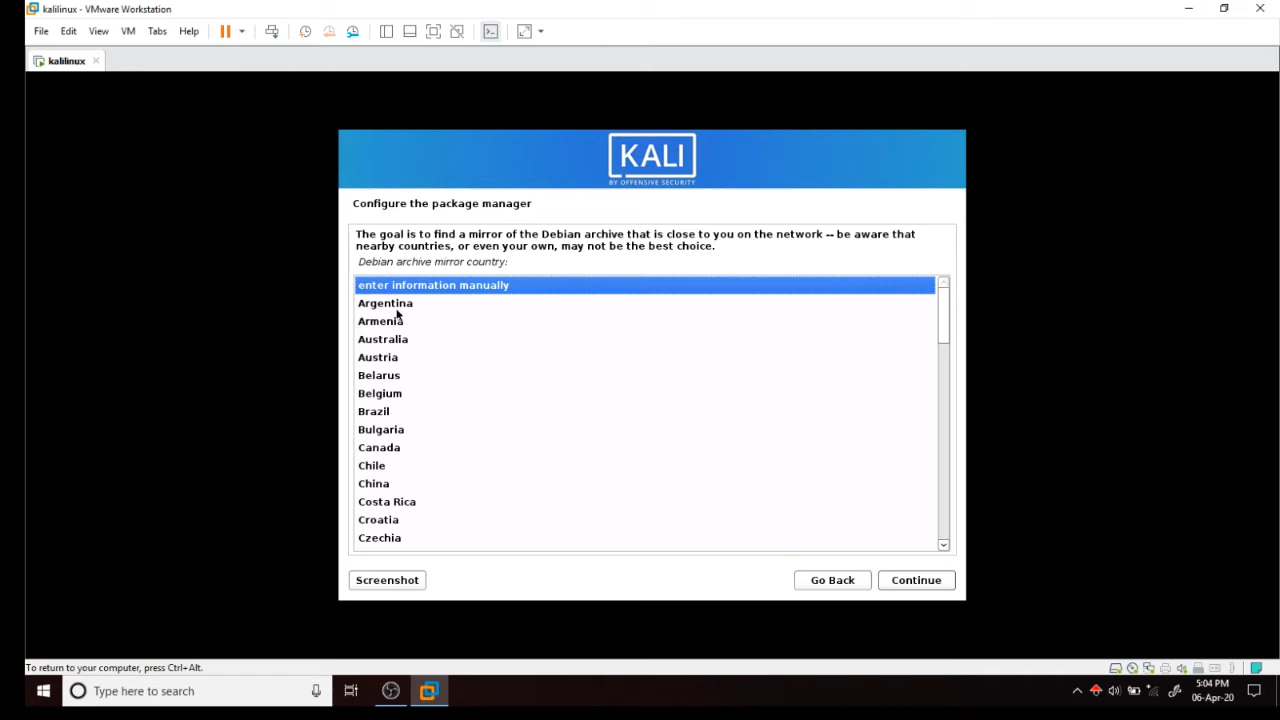 kalilinux - VMware Workstation
File Edit View VM Tabs Help
kalilinux
KALI
BY OFFENSIVE SECURITY
Configure the package manager
The goal is to find a mirror of the Debian archive that is close to you on the network -- be aware that
nearby countries, or even your own, may not be the best choice.
Debian archive mirror country:
enter information manually
Argentina
Armenia
Australia
Austria
Belarus
Belgium
Brazil
Bulgaria
Canada
Chile
China
Costa Rica
Croatia
Czechia
Screenshot Go Back Continue
To return to your computer, press Ctrl+Alt.
Type here to search
5:04 PM
06-Apr-20